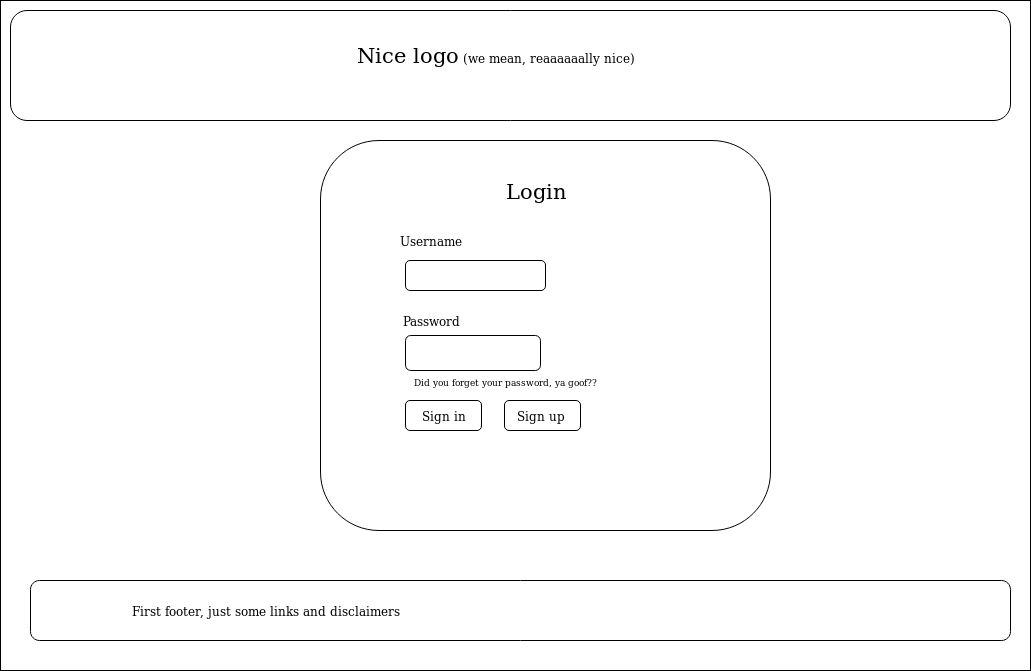 Nice logo (we mean, reaaaaaally nice)
Login
Username
Password
Did you forget your password, ya goof??
Sign in Sign up
First footer, just some links and disclaimers